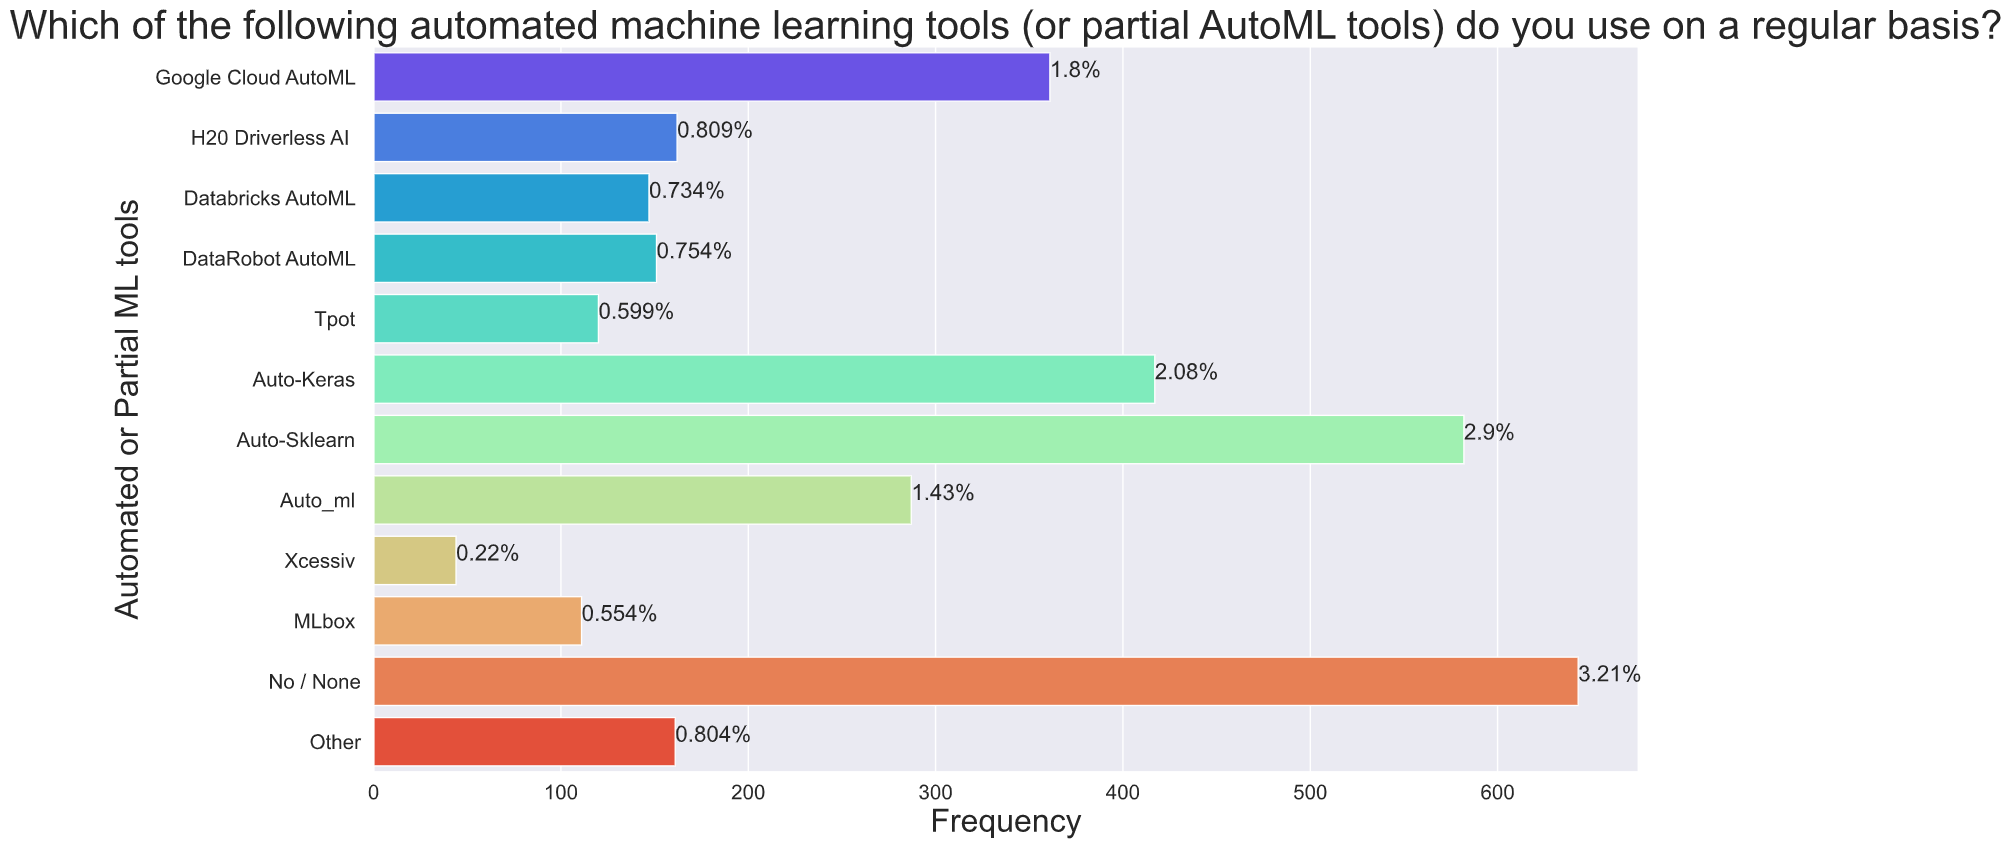 Which of the following automated machine learning tools (or partial AutoML tools) do you use on a regular basis?
Automated or Partial ML tools
Google Cloud AutoML 1.8%
H20 Driverless AI 0.809%
Databricks AutoML 0.734%
DataRobot AutoML 0.754%
Tpot 0.599%
Auto-Keras 2.08%
Auto-Sklearn 2.9%
Auto_ml 1.43%
Xcessiv 0.22%
MLbox 0.554%
No / None 3.21%
Other 0.804%
0 100 200 300 400 500 600
Frequency